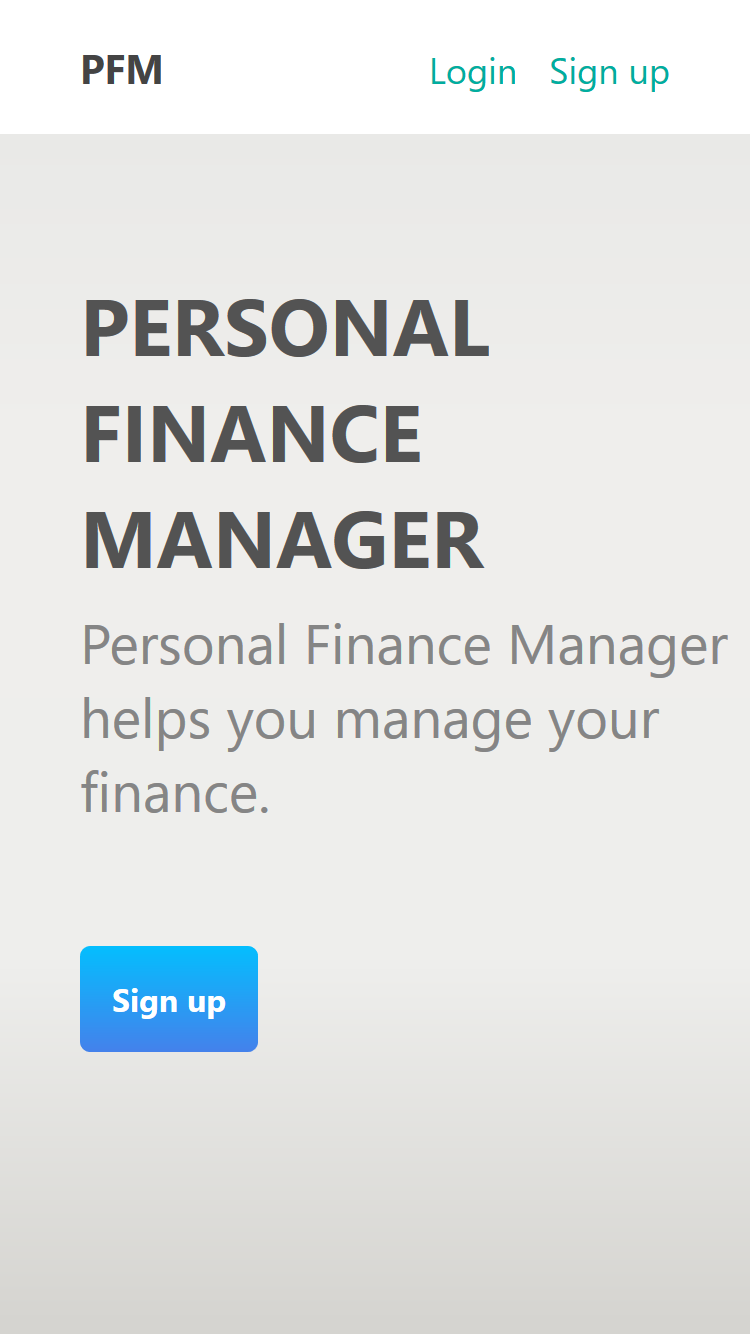 PFM
Login Sign up
PERSONAL
FINANCE
MANAGER
Personal Finance Manager
helps you manage your
finance.
Sign up